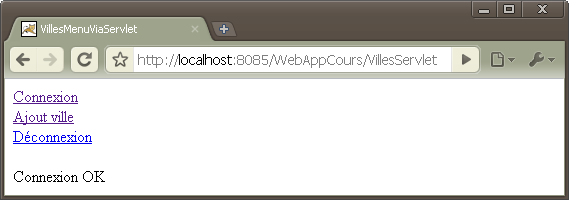 VillesMenuViaServlet
http://localhost:8085/WebAppCours/VillesServlet
Connexion
Ajout ville
Déconnexion
Connexion OK